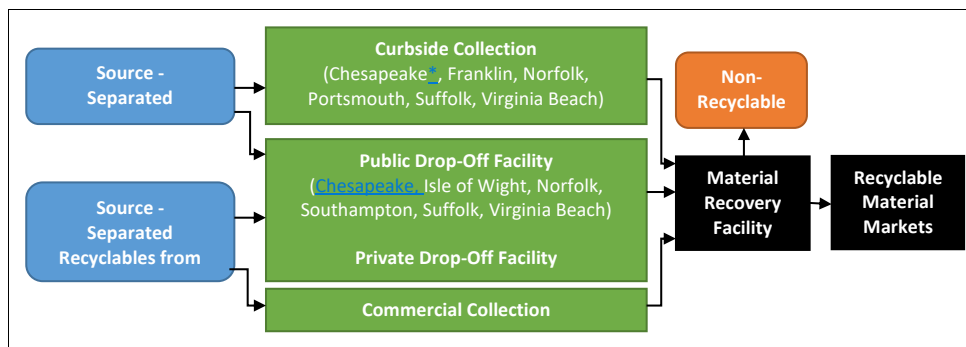 Source -
Separated
Source -
Separated
Recyclables from
Curbside Collection
(Chesapeake*, Franklin, Norfolk,
Portsmouth, Suffolk, Virginia Beach)
Public Drop-Off Facility
(Chesapeake, Isle of Wight, Norfolk,
Southampton, Suffolk, Virginia Beach)
Private Drop-Off Facility
Commercial Collection
Non-
Recyclable
Material
Recovery
Facility
Recyclable
Material
Markets